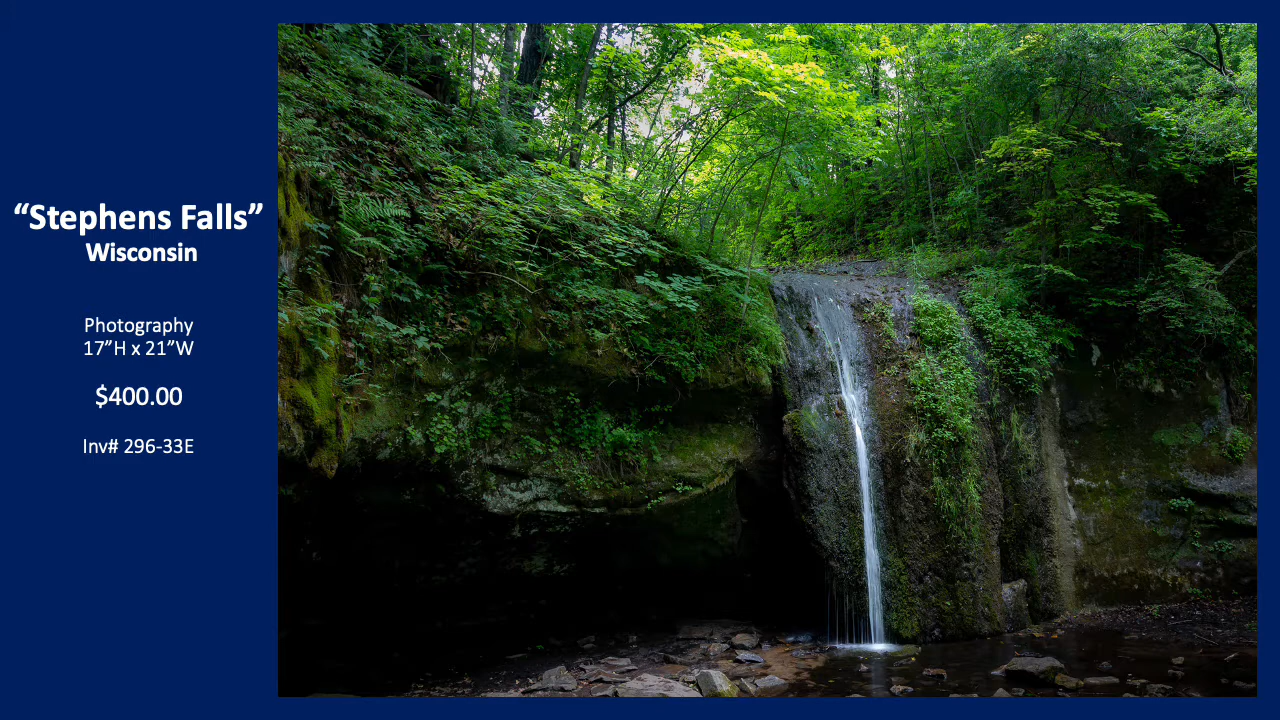 “Stephens Falls”
Wisconsin
Photography
17”H x 21”W
$400.00
Inv# 296-33E